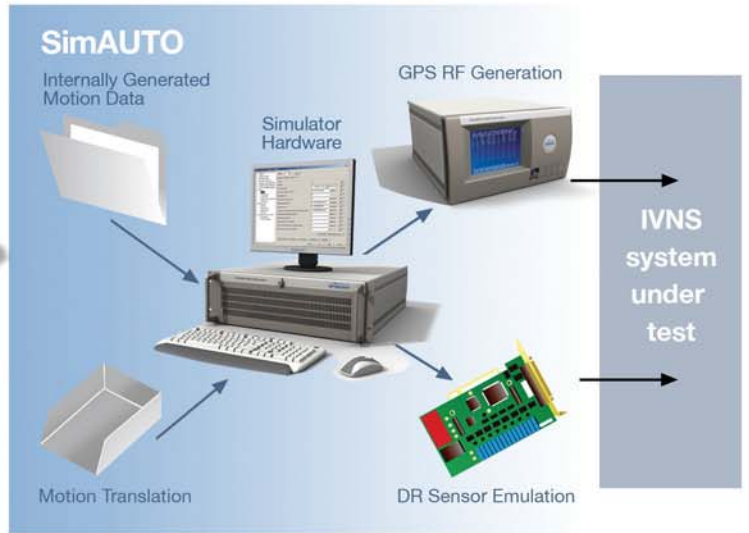 SimAUTO
Internally Generated
Motion Data
GPS RF Generation
Simulator
Hardware
IVNS
system
under
test
Motion Translation
DR Sensor Emulation